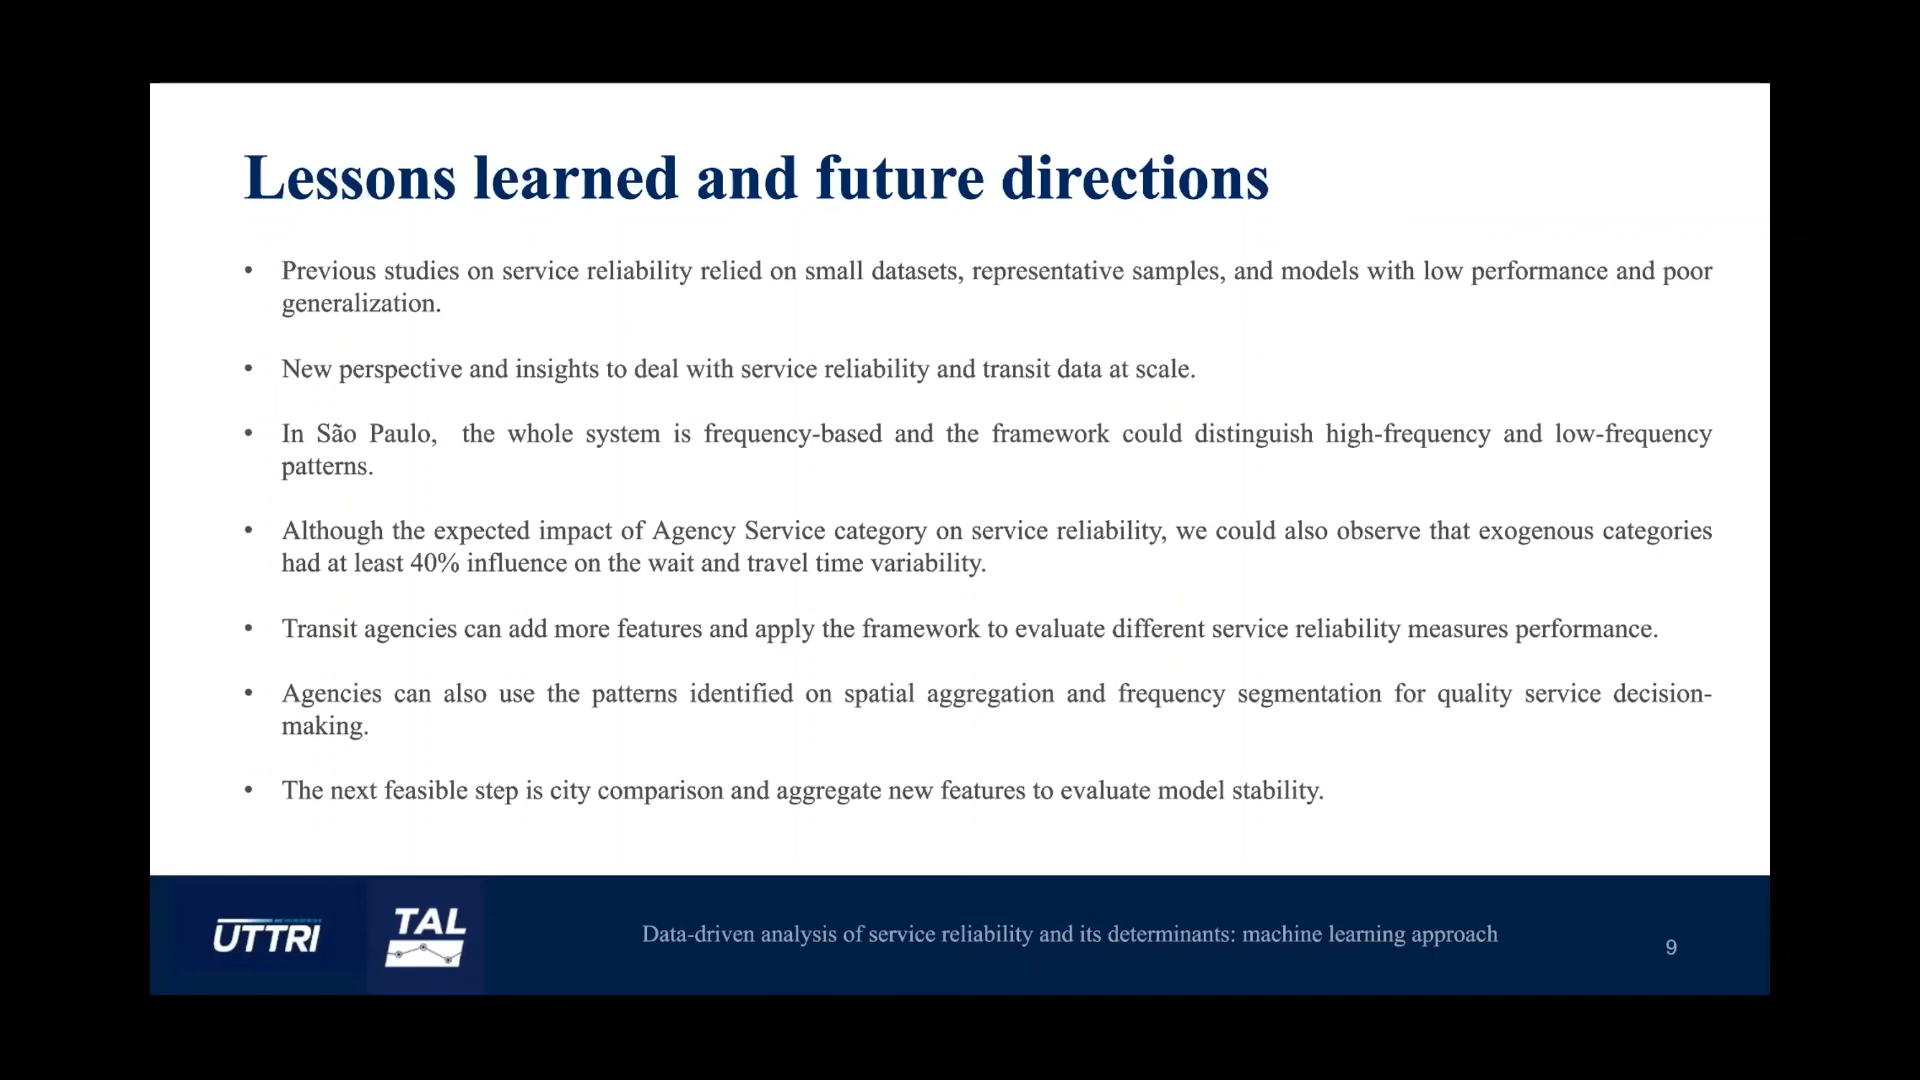 Lessons learned and future directions
• Previous studies on service reliability relied on small datasets, representative samples, and models with low performance and poor
generalization.
• New perspective and insights to deal with service reliability and transit data at scale.
• In São Paulo,  the whole system is frequency-based and the framework could distinguish high-frequency and low-frequency
patterns.
• Although the expected impact of Agency Service category on service reliability, we could also observe that exogenous categories
had at least 40% influence on the wait and travel time variability.
• Transit agencies can add more features and apply the framework to evaluate different service reliability measures performance.
• Agencies can also use the patterns identified on spatial aggregation and frequency segmentation for quality service decision-
making.
• The next feasible step is city comparison and aggregate new features to evaluate model stability.
UTTRI
TAL
Data-driven analysis of service reliability and its determinants: machine learning approach
9